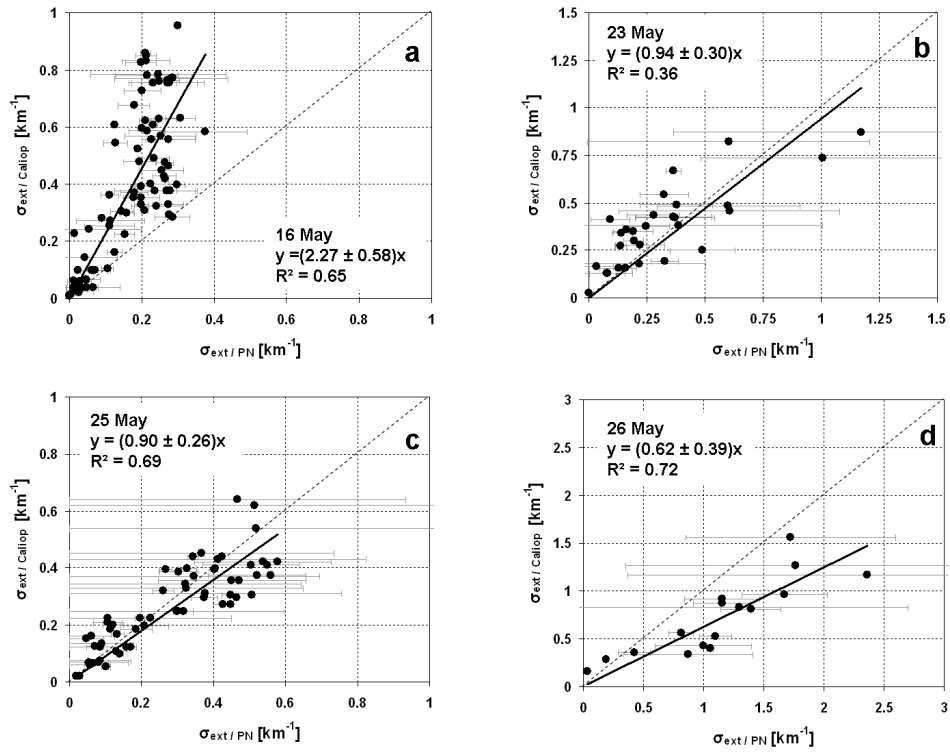 1
0.8
0.6
0.4
0.2
0
0 0.2 0.4 0.6 0.8 1
σext / Caliop [km-1]
σext / PN [km-1]
a
16 May
y=(2.27 ± 0.58)x
R² = 0.65
1.5
1.25
1
0.75
0.5
0.25
0
0 0.25 0.5 0.75 1 1.25 1.5
σext / Caliop [km-1]
σext / PN [km-1]
b
23 May
y = (0.94 ± 0.30)x
R² = 0.36
1
0.8
0.6
0.4
0.2
0
0 0.2 0.4 0.6 0.8 1
σext / Caliop [km-1]
σext / PN [km-1]
c
25 May
y = (0.90 ± 0.26)x
R² = 0.69
3
2.5
2
1.5
1
0.5
0
0 0.5 1 1.5 2 2.5 3
σext / Caliop [km-1]
σext / PN [km-1]
d
26 May
y = (0.62 ± 0.39)x
R² = 0.72